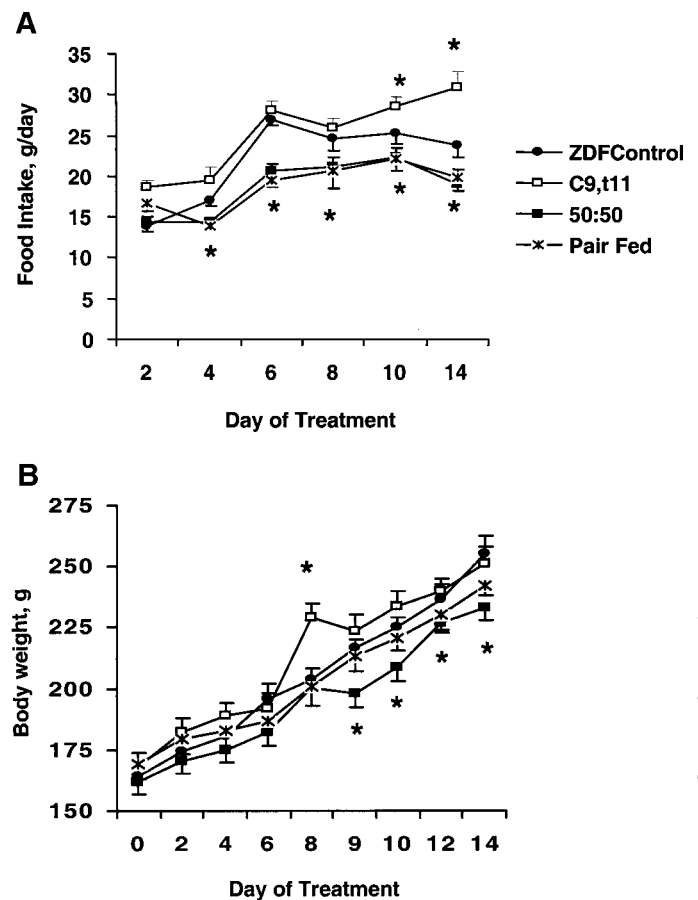 A
Food Intake, g/day
35
30
25
20
15
10
5
0
* * * * * * * *
2 4 6 8 10 14
Day of Treatment
ZDFControl
C9,t11
50:50
Pair Fed
B
Body weight, g
275
250
225
200
175
150
* * * * *
0 2 4 6 8 9 10 12 14
Day of Treatment